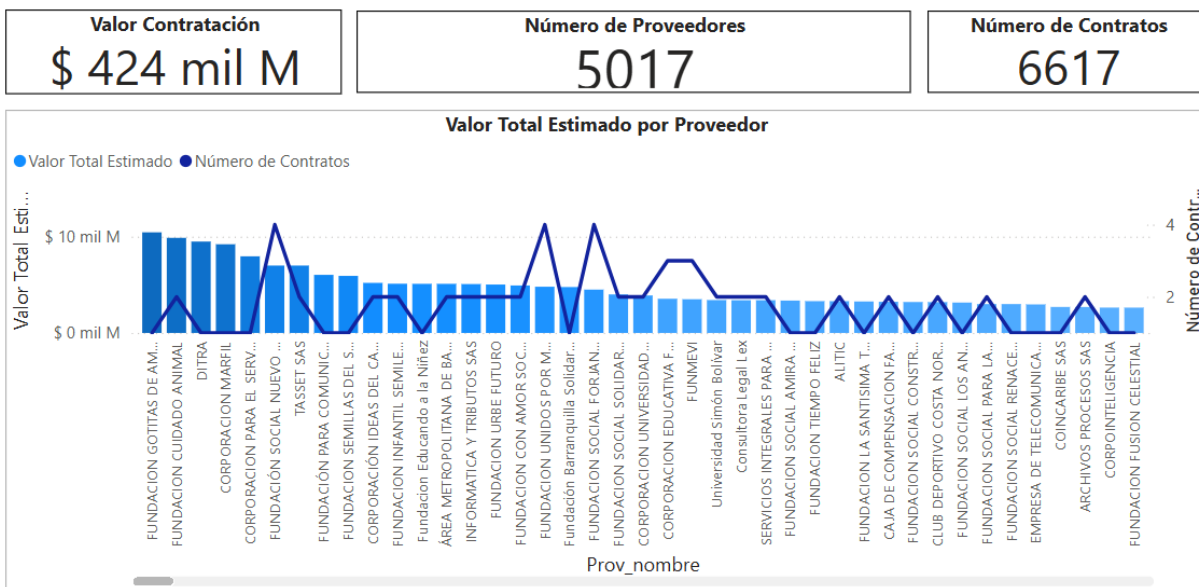 Valor Contratación
$ 424 mil M
Número de Proveedores
5017
Número de Contratos
6617
Valor Total Estimado por Proveedor
Valor Total Estimado
Número de Contratos
Valor Total Esti...
$ 10 mil M
$ 0 mil M
4
2
Número de Contr...
FUNDACION GOTITAS DE AM...
FUNDACION CUIDADO ANIMAL
DITRA
CORPORACION MARFIL
CORPORACION PARA EL SERV...
FUNDACIÓN SOCIAL NUEVO ...
TASSET SAS
FUNDACIÓN PARA COMUNIC...
FUNDACION SEMILLAS DEL S...
CORPORACIÓN IDEAS DEL CA...
FUNDACION INFANTIL SEMILE...
Fundacion Educando a la Niñez
ÁREA METROPOLITANA DE BA...
INFORMATICA Y TRIBUTOS SAS
FUNDACION URBE FUTURO
FUNDACION CON AMOR SOC...
FUNDACION UNIDOS POR M...
Fundación Barranquilla Solidar...
FUNDACION SOCIAL FORJAN...
FUNDACION SOCIAL SOLIDAR...
CORPORACION UNIVERSIDAD...
CORPORACION EDUCATIVA F...
FUNMEVI
Universidad Simón Bolívar
Consultora Legal Lex
SERVICIOS INTEGRALES PARA ...
FUNDACION SOCIAL AMIRA ...
FUNDACION TIEMPO FELIZ
ALITIC
FUNDACION LA SANTISIMA T...
CAJA DE COMPENSACION FA...
FUNDACION SOCIAL CONSTR...
CLUB DEPORTIVO COSTA NOR...
FUNDACION SOCIAL LOS AN...
FUNDACION SOCIAL PARA LA...
FUNDACION SOCIAL RENACE...
EMPRESA DE TELECOMUNICA...
COINCARIBE SAS
ARCHIVOS PROCESOS SAS
CORPOINTELIGENCIA
FUNDACION FUSION CELESTIAL
Prov_nombre